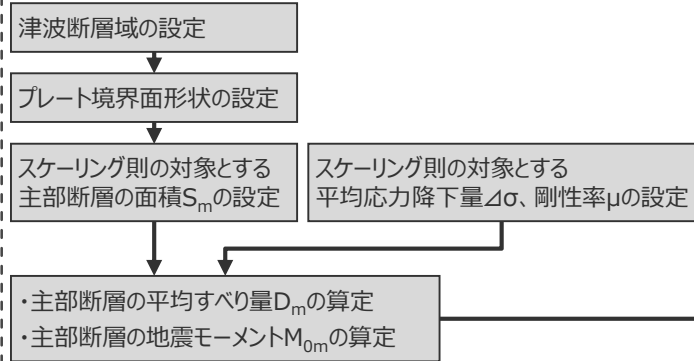 津波断層域の設定
プレート境界面形状の設定
スケーリング則の対象とする
主部断層の面積Smの設定
スケーリング則の対象とする
平均応力降下量⊿σ、剛性率μの設定
・主部断層の平均すべり量Dmの算定
・主部断層の地震モーメントM0mの算定